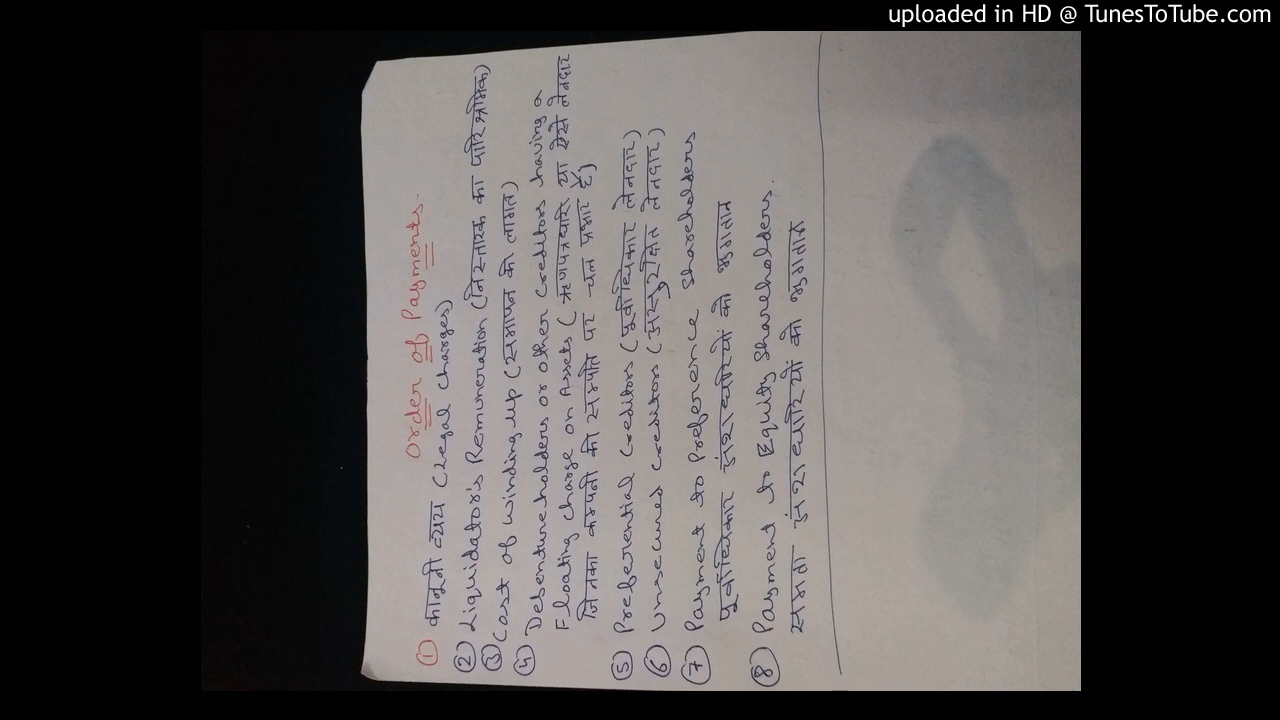 uploaded in HD @ TunesToTube.com
Order of Payments.
① कानूनी व्यय (Legal charges)
② Liquidator's Remuneration (निस्तारक का पारिश्रमिक)
③ Cost of winding up (समापन की लागत)
④ Debentureholders or other Creditors having a
Floating charge on Assets (ऋणपत्रधारी या ऐसे लेनदार
जिनका कम्पनी की सम्पति पर चल प्रभार है)
⑤ Preferential Creditors (पूर्वाधिकार लेनदार)
⑥ Unsecured Creditors (असुरक्षित लेनदार)
⑦ Payment to Preference Shareholders
पूर्वाधिकार अंशधारियों को भुगतान
⑧ Payment to Equity Shareholders.
समता अंशधारियों को भुगतान